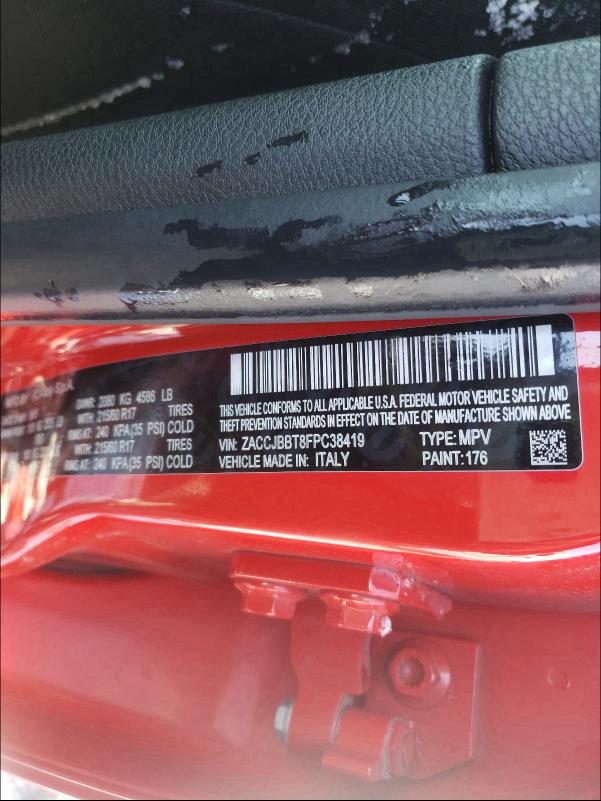 GWWR: 2080 KG 4586 LB
WITH: 215/60 R17 TIRES
RIMS AT: 240 KPA (35 PSI) COLD
WITH: 215/60 R17 TIRES
RIMS AT: 240 KPA (35 PSI) COLD
THIS VEHICLE CONFORMS TO ALL APPLICABLE U.S.A. FEDERAL MOTOR VEHICLE SAFETY AND
THEFT PREVENTION STANDARDS IN EFFECT ON THE DATE OF MANUFACTURE SHOWN ABOVE
VIN: ZACCJBBT8FPC38419 TYPE: MPV
VEHICLE MADE IN: ITALY PAINT: 176